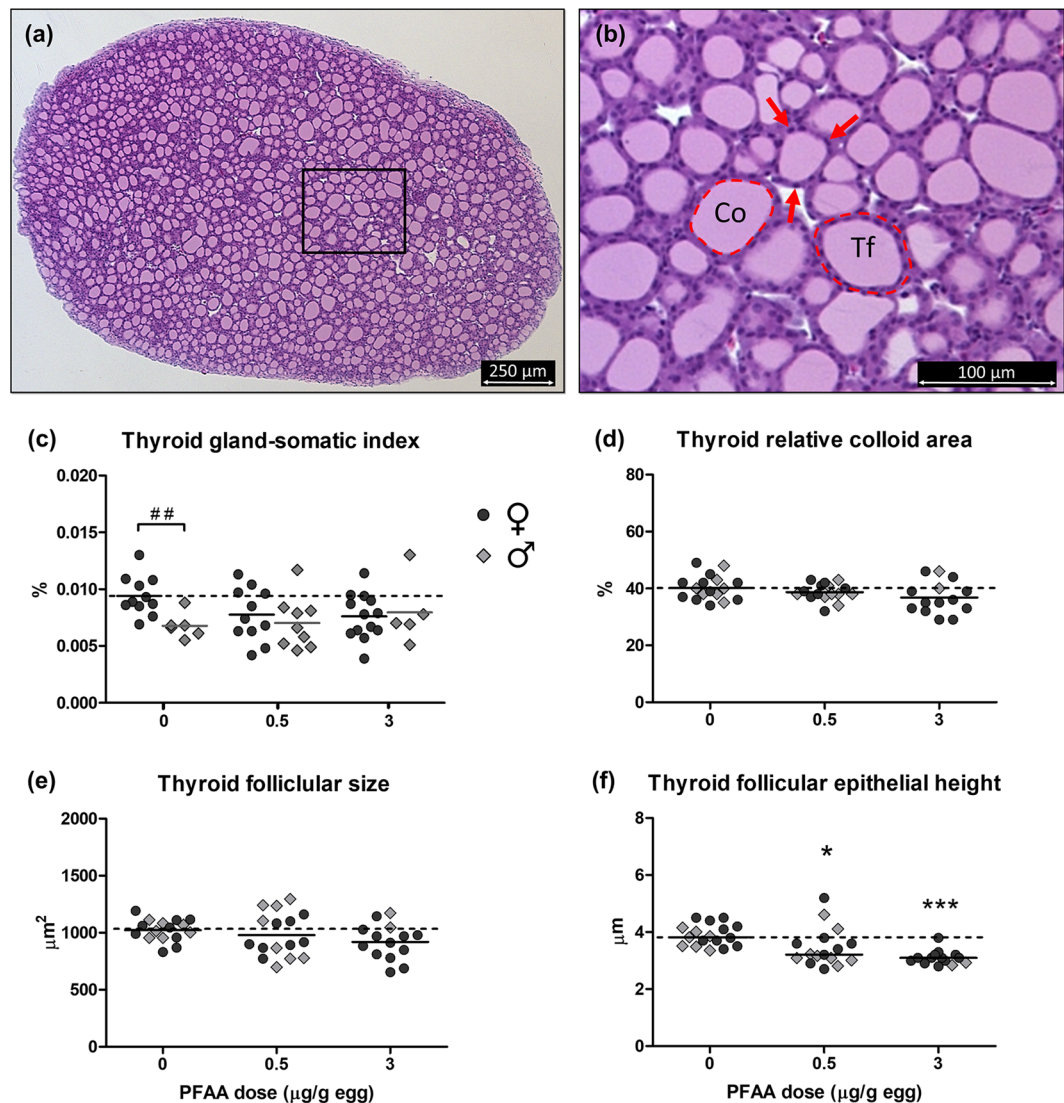 (a)
250 µm
(b)
Co
Tf
100 µm
(c) Thyroid gland-somatic index
0.020
0.015
0.010
0.005
0.000
%
##
0 0.5 3
♀
♂
(d) Thyroid relative colloid area
80
60
40
20
0
%
0 0.5 3
(e) Thyroid folliclular size
2000
1500
1000
500
0
µm²
0 0.5 3
PFAA dose (µg/g egg)
(f) Thyroid follicular epithelial height
8
6
4
2
0
µm
*
***
0 0.5 3
PFAA dose (µg/g egg)